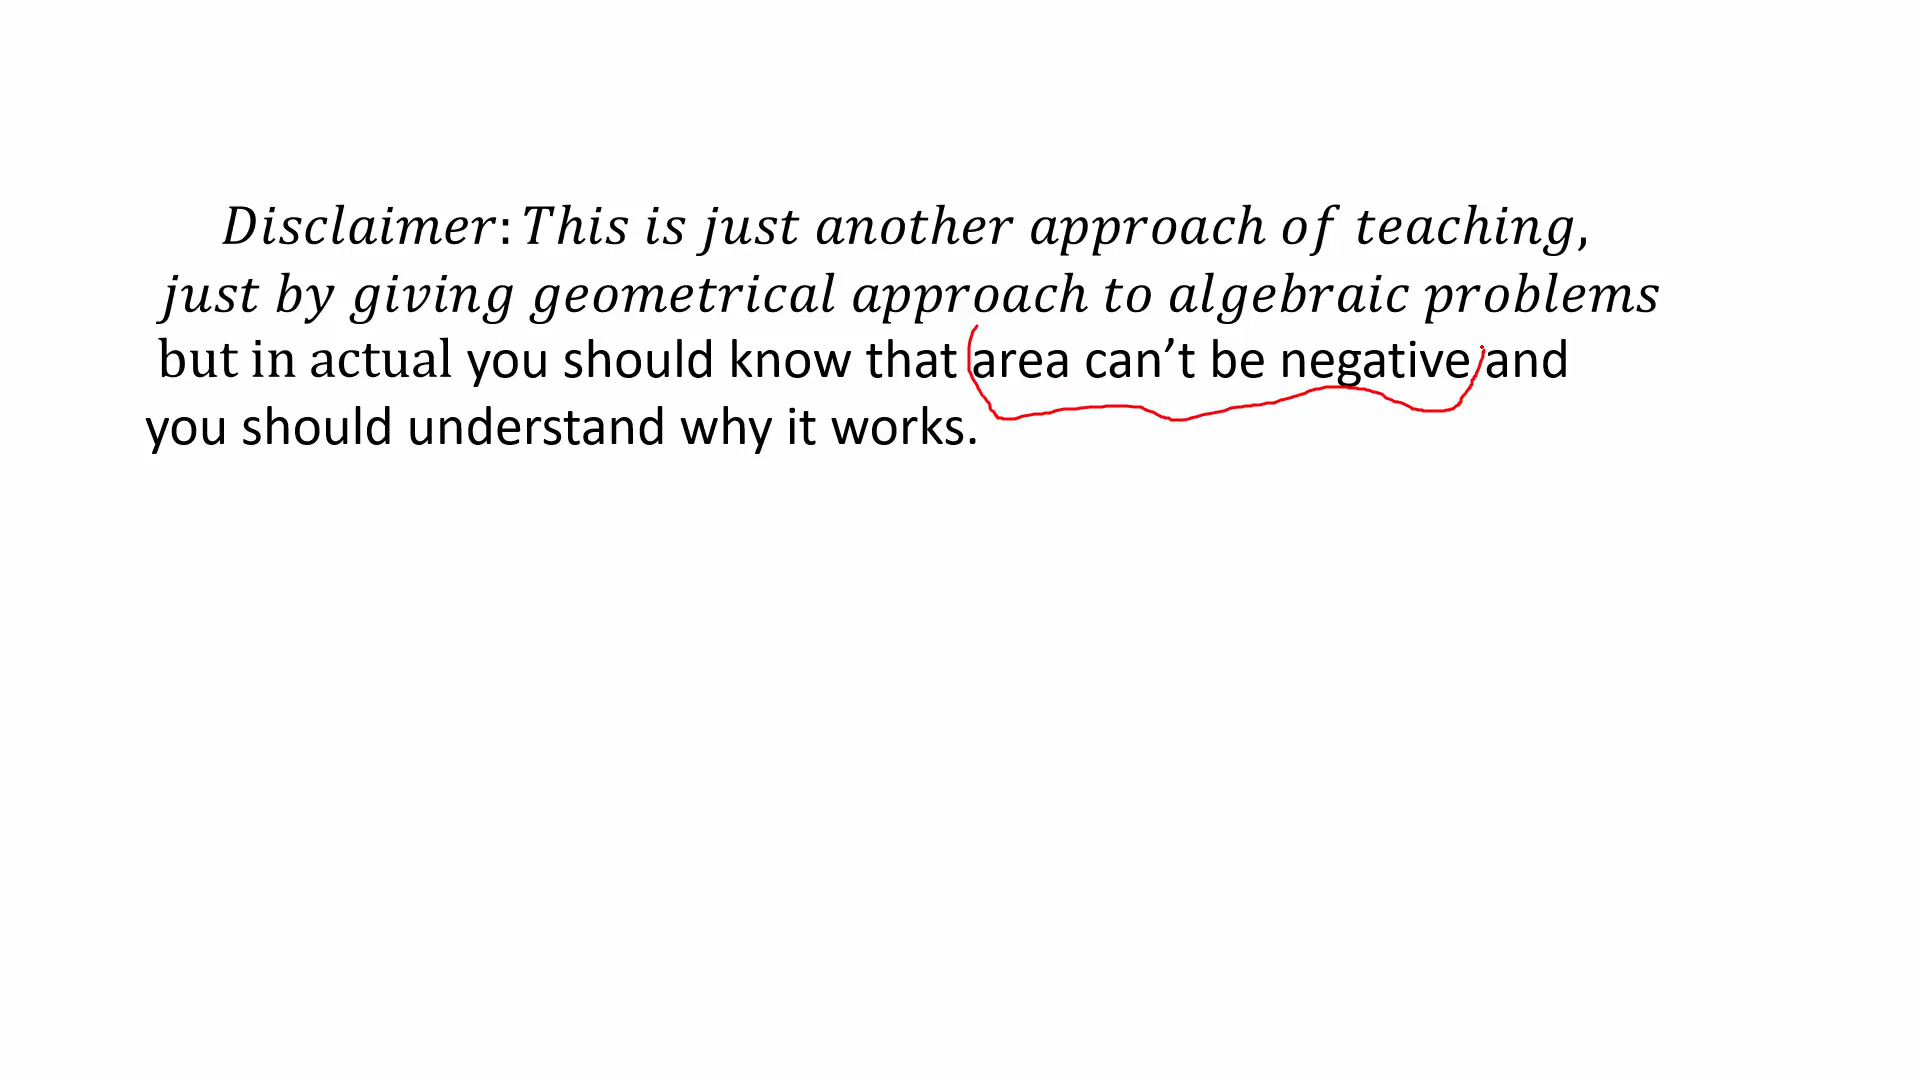 Disclaimer: This is just another approach of teaching,
just by giving geometrical approach to algebraic problems
but in actual you should know that area can’t be negative and
you should understand why it works.